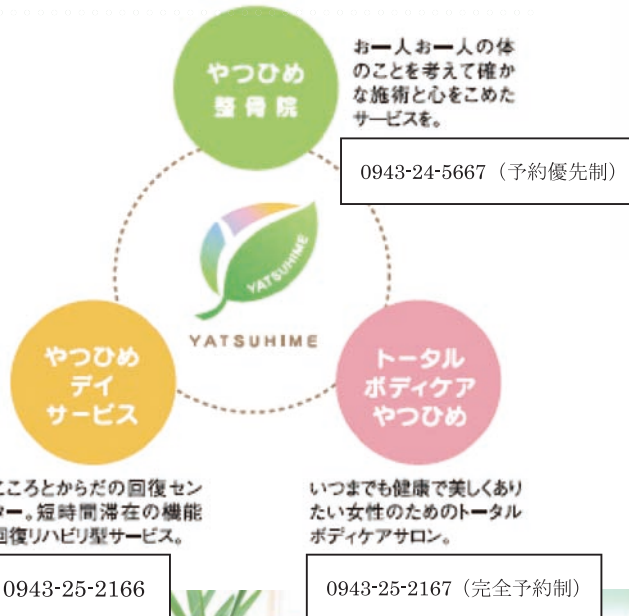 やつひめ
整骨院
お一人お一人の体
のことを考えて確か
な施術と心をこめた
サービスを。
0943-24-5667（予約優先制）
YATSUHIME
YATSUHIME
やつひめ
デイ
サービス
こころとからだの回復セン
ター。短時間滞在の機能
回復リハビリ型サービス。
0943-25-2166
トータル
ボディケア
やつひめ
いつまでも健康で美しくあり
たい女性のためのトータル
ボディケアサロン。
0943-25-2167（完全予約制）